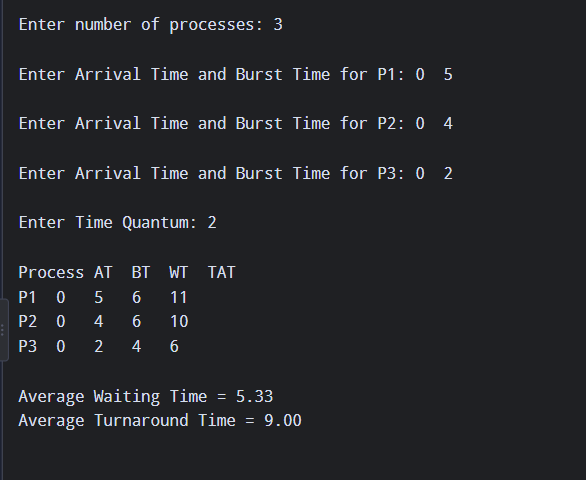 Enter number of processes: 3
Enter Arrival Time and Burst Time for P1: 0  5
Enter Arrival Time and Burst Time for P2: 0  4
Enter Arrival Time and Burst Time for P3: 0  2
Enter Time Quantum: 2
Process AT  BT  WT  TAT
P1  0   5   6   11
P2  0   4   6   10
P3  0   2   4   6
Average Waiting Time = 5.33
Average Turnaround Time = 9.00